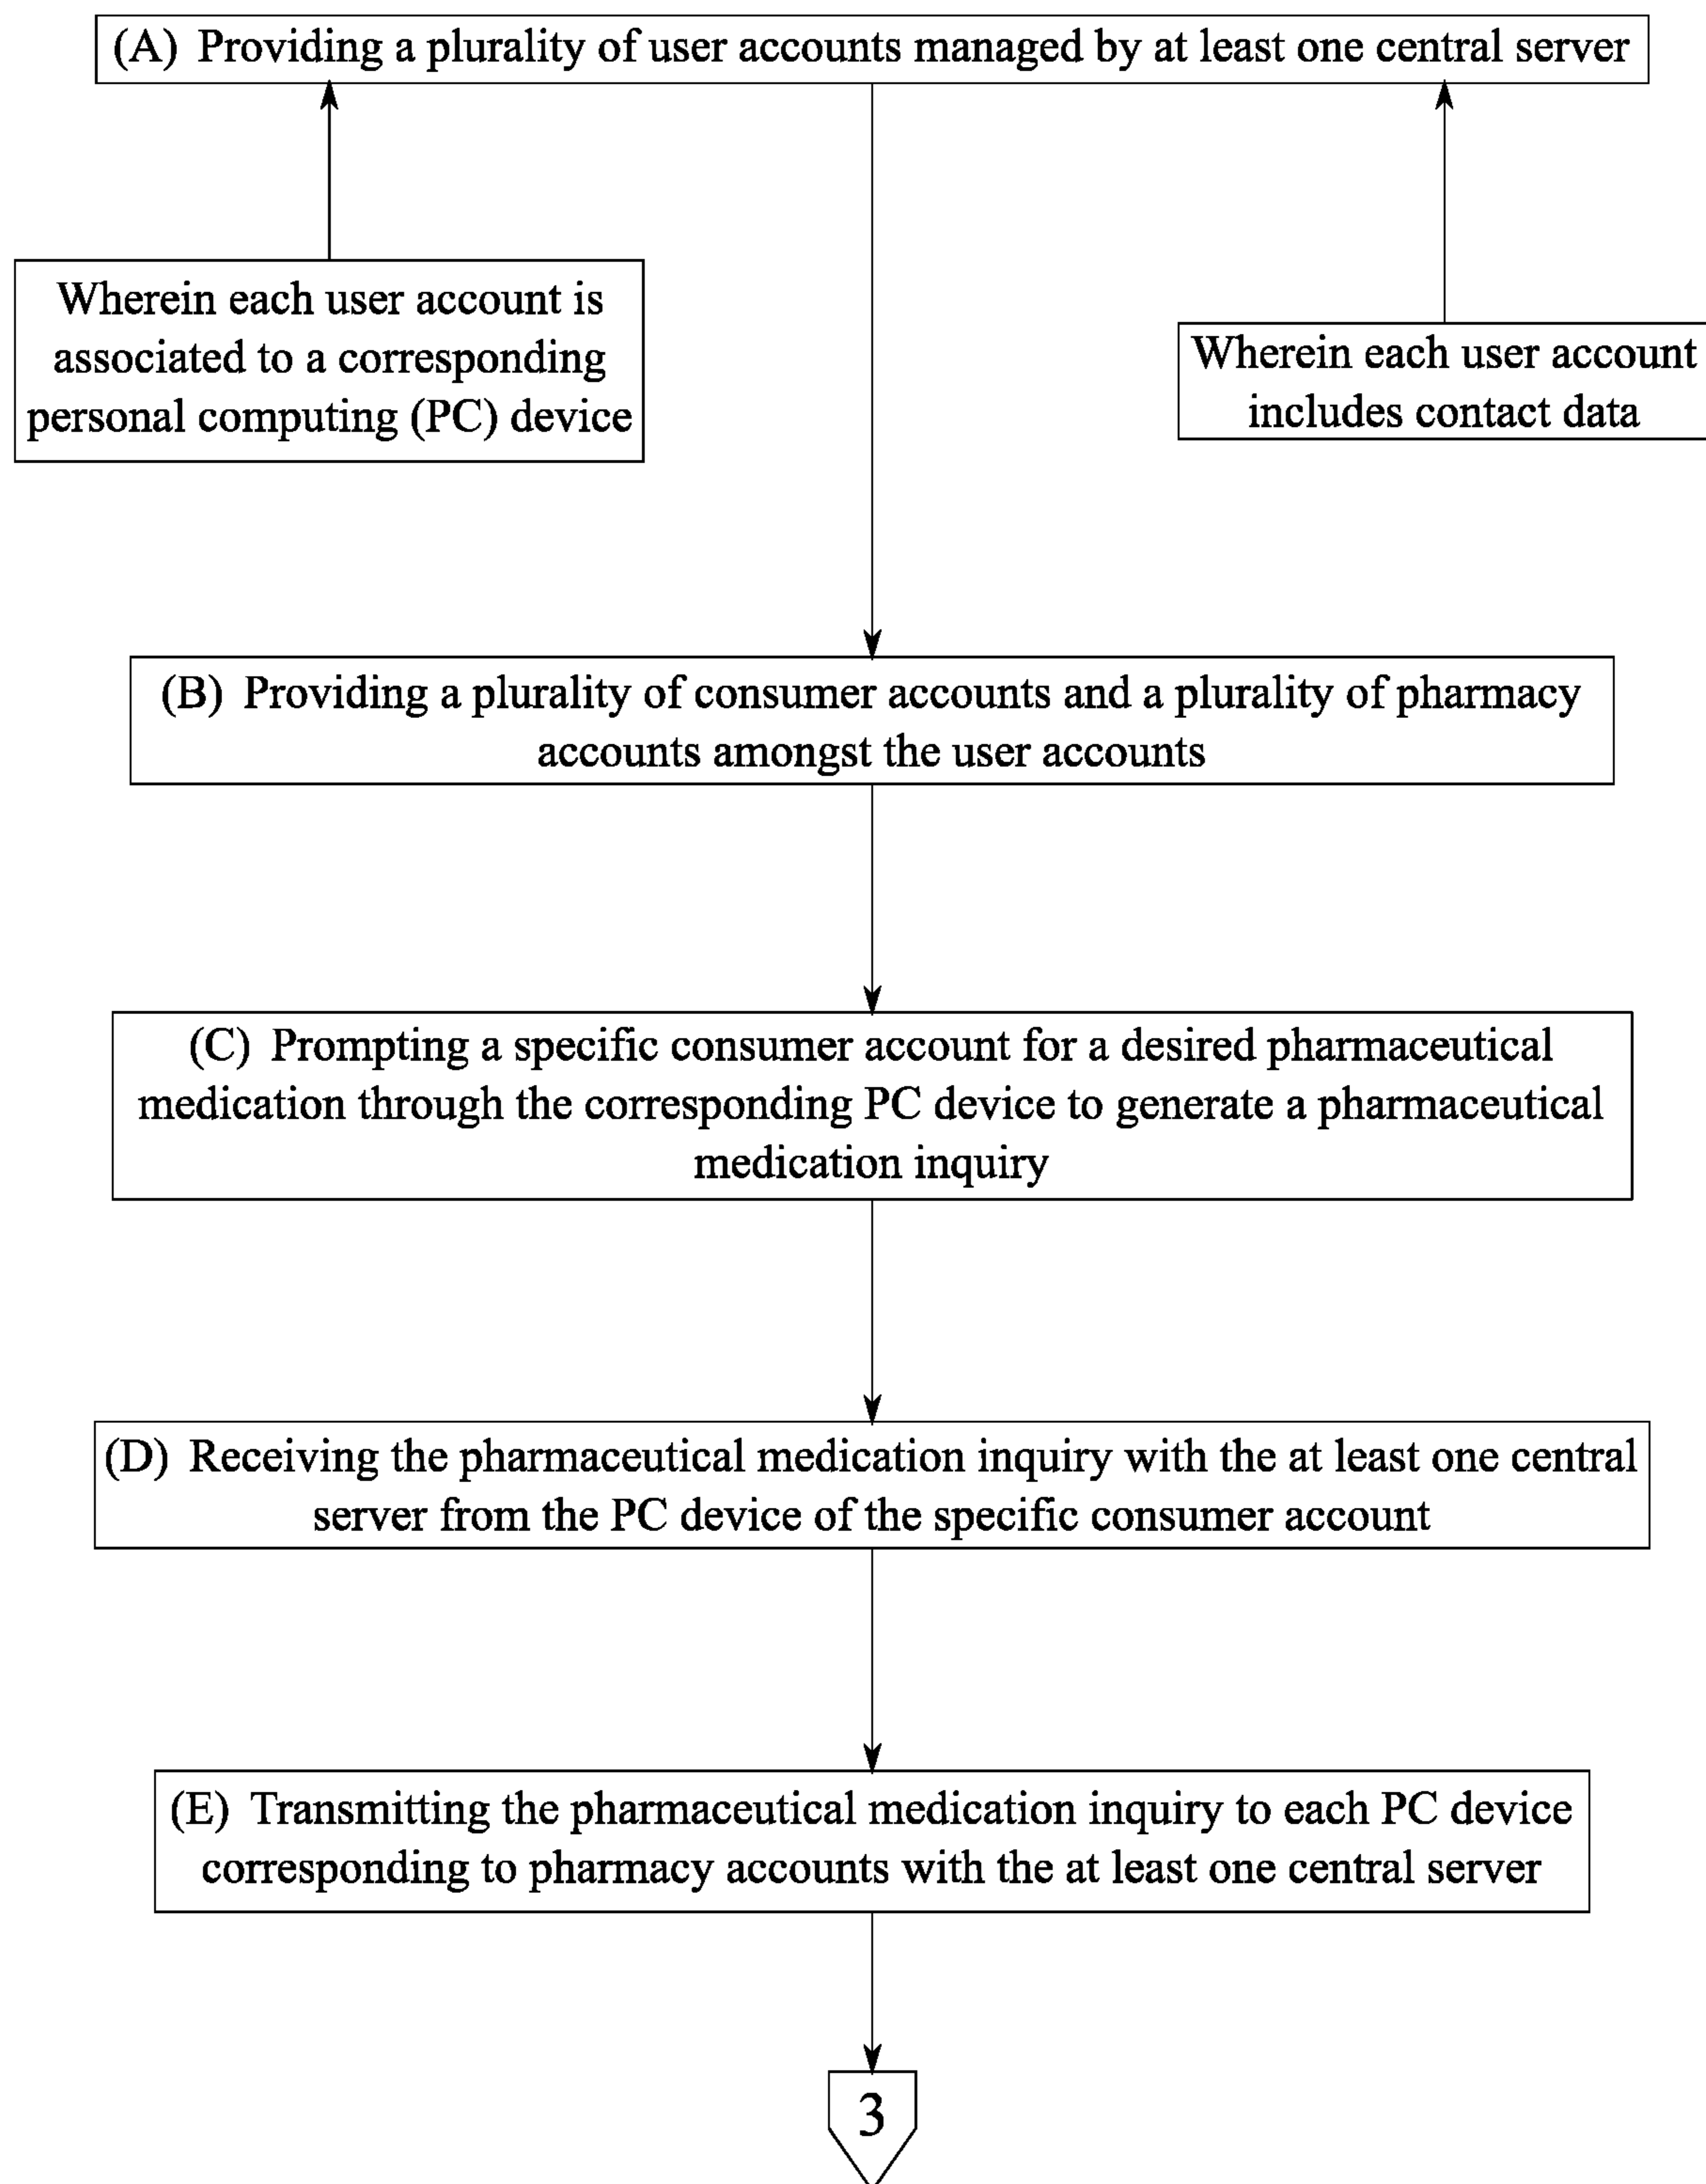 (A) Providing a plurality of user accounts managed by at least one central server
Wherein each user account is
associated to a corresponding
personal computing (PC) device
Wherein each user account
includes contact data
(B) Providing a plurality of consumer accounts and a plurality of pharmacy
accounts amongst the user accounts
(C) Prompting a specific consumer account for a desired pharmaceutical
medication through the corresponding PC device to generate a pharmaceutical
medication inquiry
(D) Receiving the pharmaceutical medication inquiry with the at least one central
server from the PC device of the specific consumer account
(E) Transmitting the pharmaceutical medication inquiry to each PC device
corresponding to pharmacy accounts with the at least one central server
3